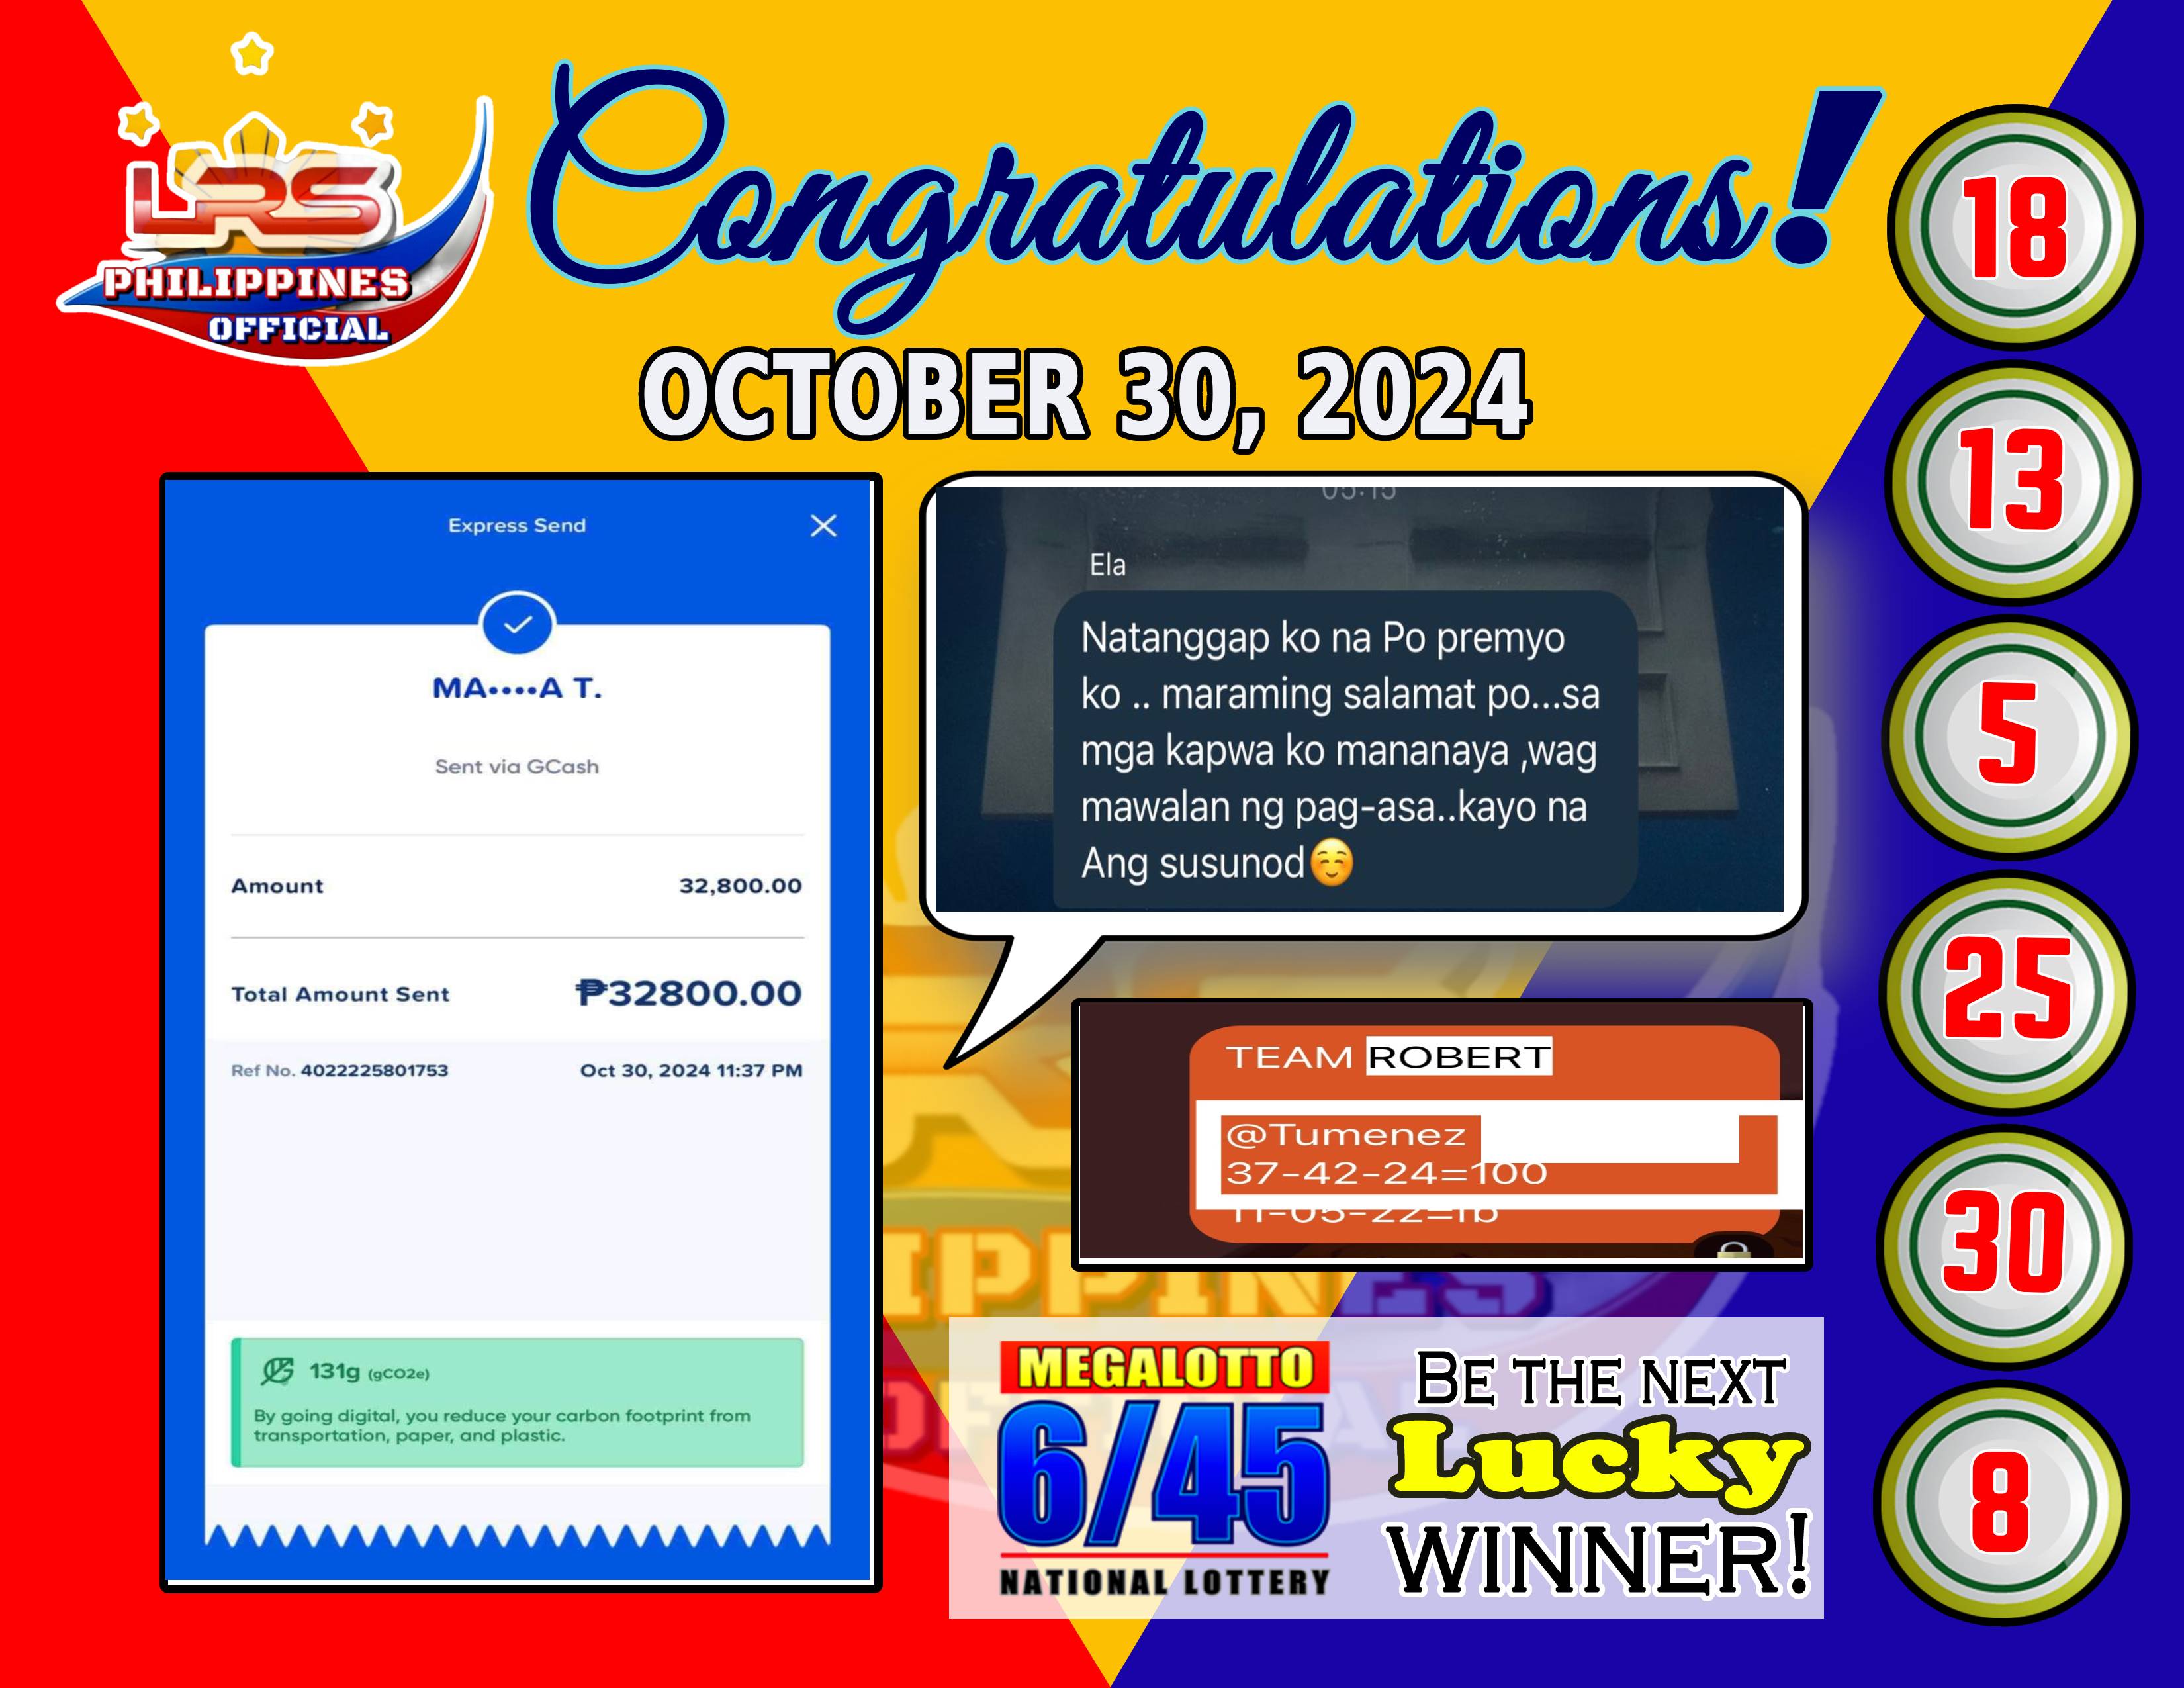 LRS
PHILIPPINES
OFFICIAL
Congratulations!
OCTOBER 30, 2024
Express Send
MA••••A T.
Sent via GCash
Amount 32,800.00
Total Amount Sent ₱32800.00
Ref No. 4022225801753 Oct 30, 2024 11:37 PM
131g (gCO2e)
By going digital, you reduce your carbon footprint from
transportation, paper, and plastic.
Ela
Natanggap ko na Po premyo
ko .. maraming salamat po...sa
mga kapwa ko mananaya ,wag
mawalan ng pag-asa..kayo na
Ang susunod☺️
TEAM ROBERT
@Tumenez
37-42-24=100
MEGALOTTO
6/45
NATIONAL LOTTERY
BE THE NEXT
Lucky
WINNER!
18
13
5
25
30
8